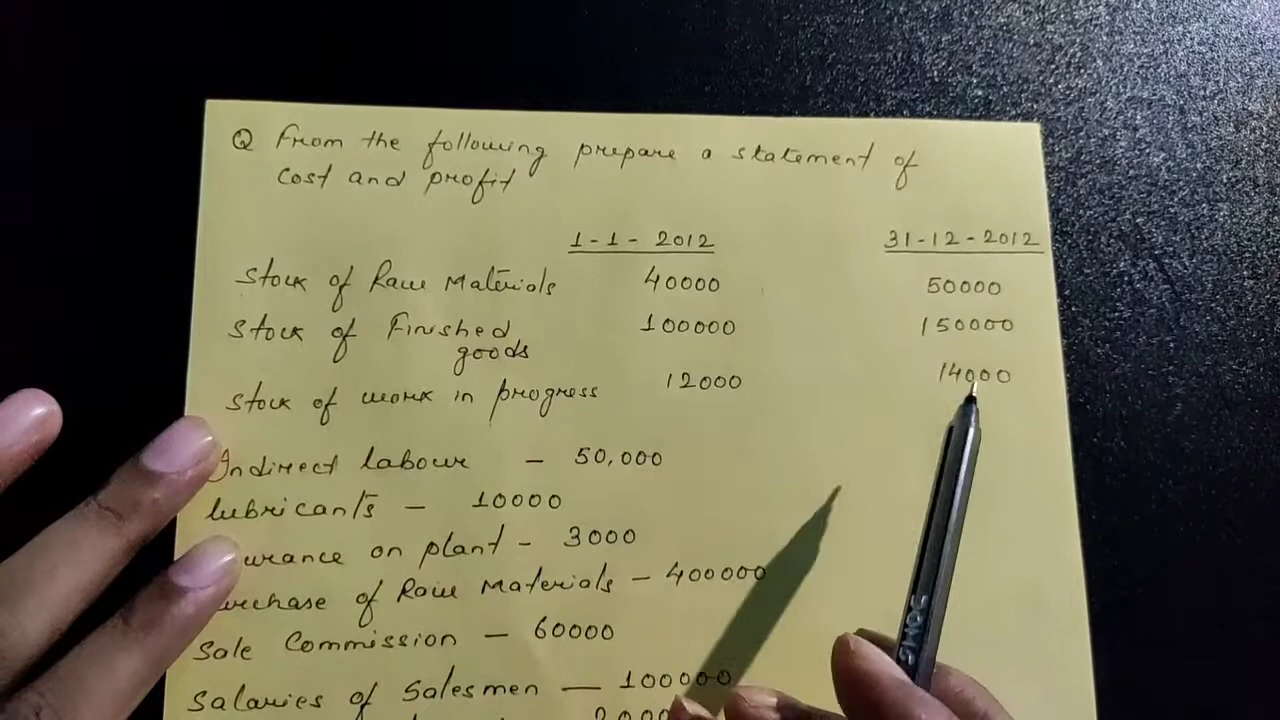 Q From the following prepare a statement of
cost and profit
1-1-2012 31-12-2012
Stock of Raw Materials 40000 50000
Stock of Finished 100000 150000
goods
Stock of work in progress 12000 14000
Indirect labour - 50,000
lubricants - 10000
urance on plant - 3000
urchase of Raw Materials - 400000
Sale Commission - 60000
Salaries of Salesmen - 100000
SONIC